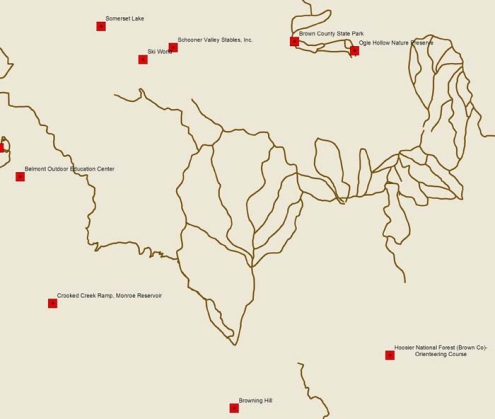 Somerset Lake
Brown County State Park
Schooner Valley Stables, Inc.
Ogle Hollow Nature Preserve
Ski World
Belmont Outdoor Education Center
Crooked Creek Ramp, Monroe Reservoir
Hoosier National Forest (Brown Co)-
Orienteering Course
Browning Hill